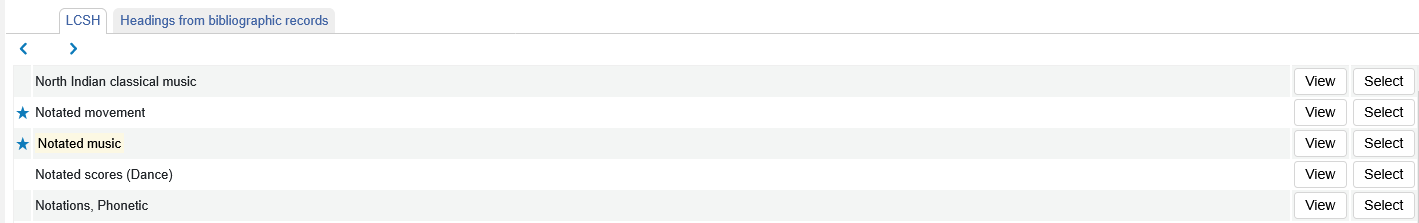 LCSH Headings from bibliographic records
North Indian classical music View Select
Notated movement View Select
Notated music View Select
Notated scores (Dance) View Select
Notations, Phonetic View Select